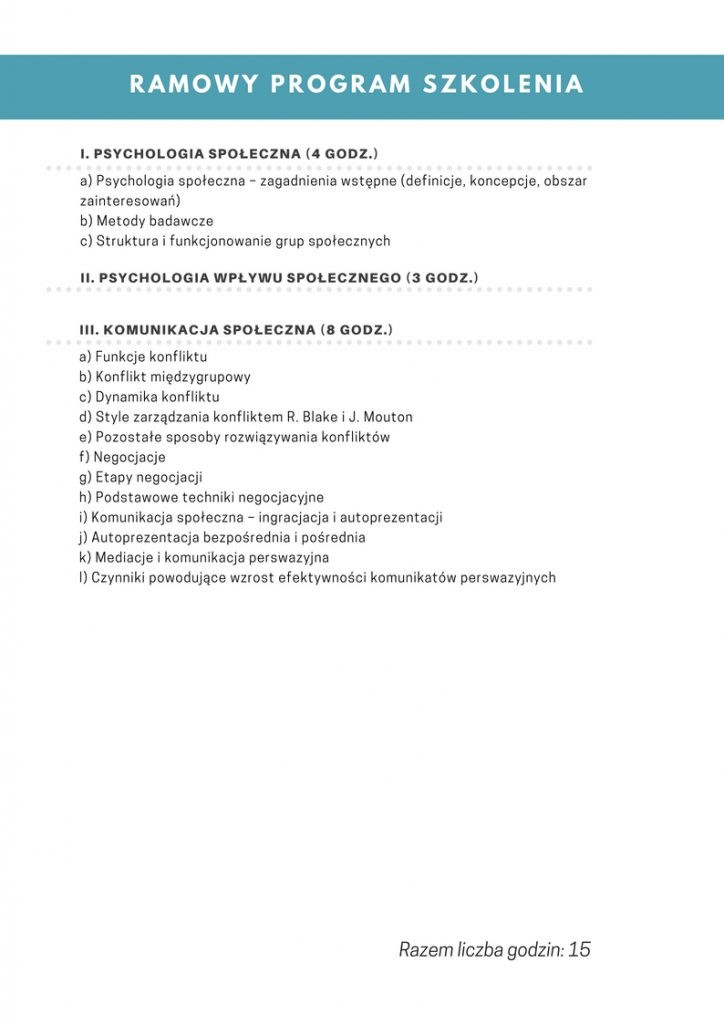 RAMOWY PROGRAM SZKOLENIA
I. PSYCHOLOGIA SPOŁECZNA (4 GODZ.)
a) Psychologia społeczna – zagadnienia wstępne (definicje, koncepcje, obszar
zainteresowań)
b) Metody badawcze
c) Struktura i funkcjonowanie grup społecznych
II. PSYCHOLOGIA WPŁYWU SPOŁECZNEGO (3 GODZ.)
III. KOMUNIKACJA SPOŁECZNA (8 GODZ.)
a) Funkcje konfliktu
b) Konflikt międzygrupowy
c) Dynamika konfliktu
d) Style zarządzania konfliktem R. Blake i J. Mouton
e) Pozostałe sposoby rozwiązywania konfliktów
f) Negocjacje
g) Etapy negocjacji
h) Podstawowe techniki negocjacyjne
i) Komunikacja społeczna – ingracjacja i autoprezentacji
j) Autoprezentacja bezpośrednia i pośrednia
k) Mediacje i komunikacja perswazyjna
l) Czynniki powodujące wzrost efektywności komunikatów perswazyjnych
Razem liczba godzin: 15